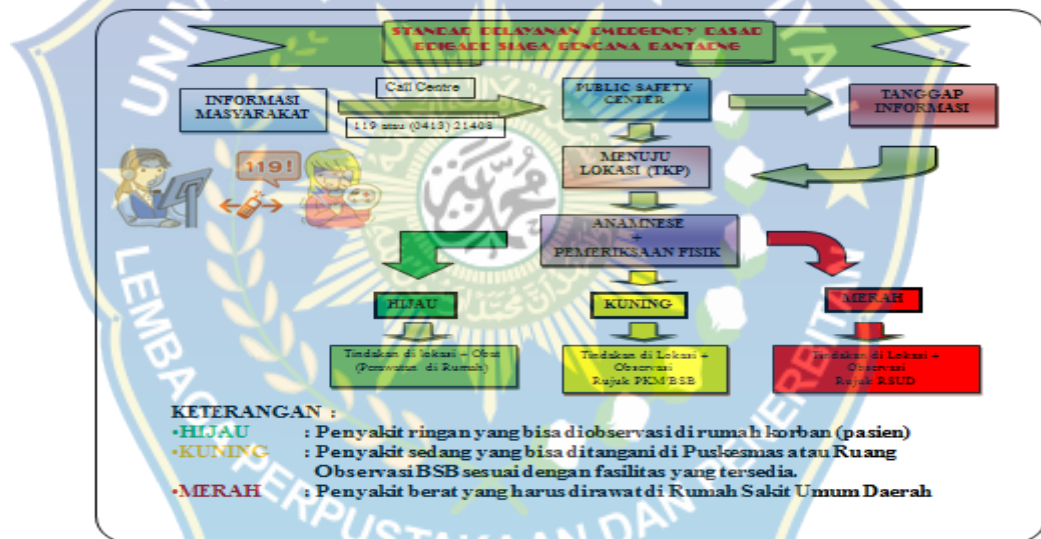 STANDAR PELAYANAN EMERGENCY DASAR
BRIGADE SIAGA BENCANA BANTAENG
INFORMASI
MASYARAKAT
Call Centre
119 atau (0413) 21408
PUBLIC SAFETY
CENTER
TANGGAP
INFORMASI
119!
MENUJU
LOKASI (TKP)
ANAMNESE
+
PEMERIKSAAN FISIK
HIJAU
KUNING
MERAH
Tindakan di lokasi + Obat
(Perawatan di Rumah)
Tindakan di Lokasi +
Observasi
Rujuk PKM/BSB
Tindakan di Lokasi +
Observasi
Rujuk RSUD
KETERANGAN :
•HIJAU : Penyakit ringan yang bisa diobservasi di rumah korban (pasien)
•KUNING : Penyakit sedang yang bisa ditangani di Puskesmas atau Ruang
Observasi BSB sesuai dengan fasilitas yang tersedia.
•MERAH : Penyakit berat yang harus dirawat di Rumah Sakit Umum Daerah
LEMBAGA PERPUSTAKAAN DAN PENERBITAN